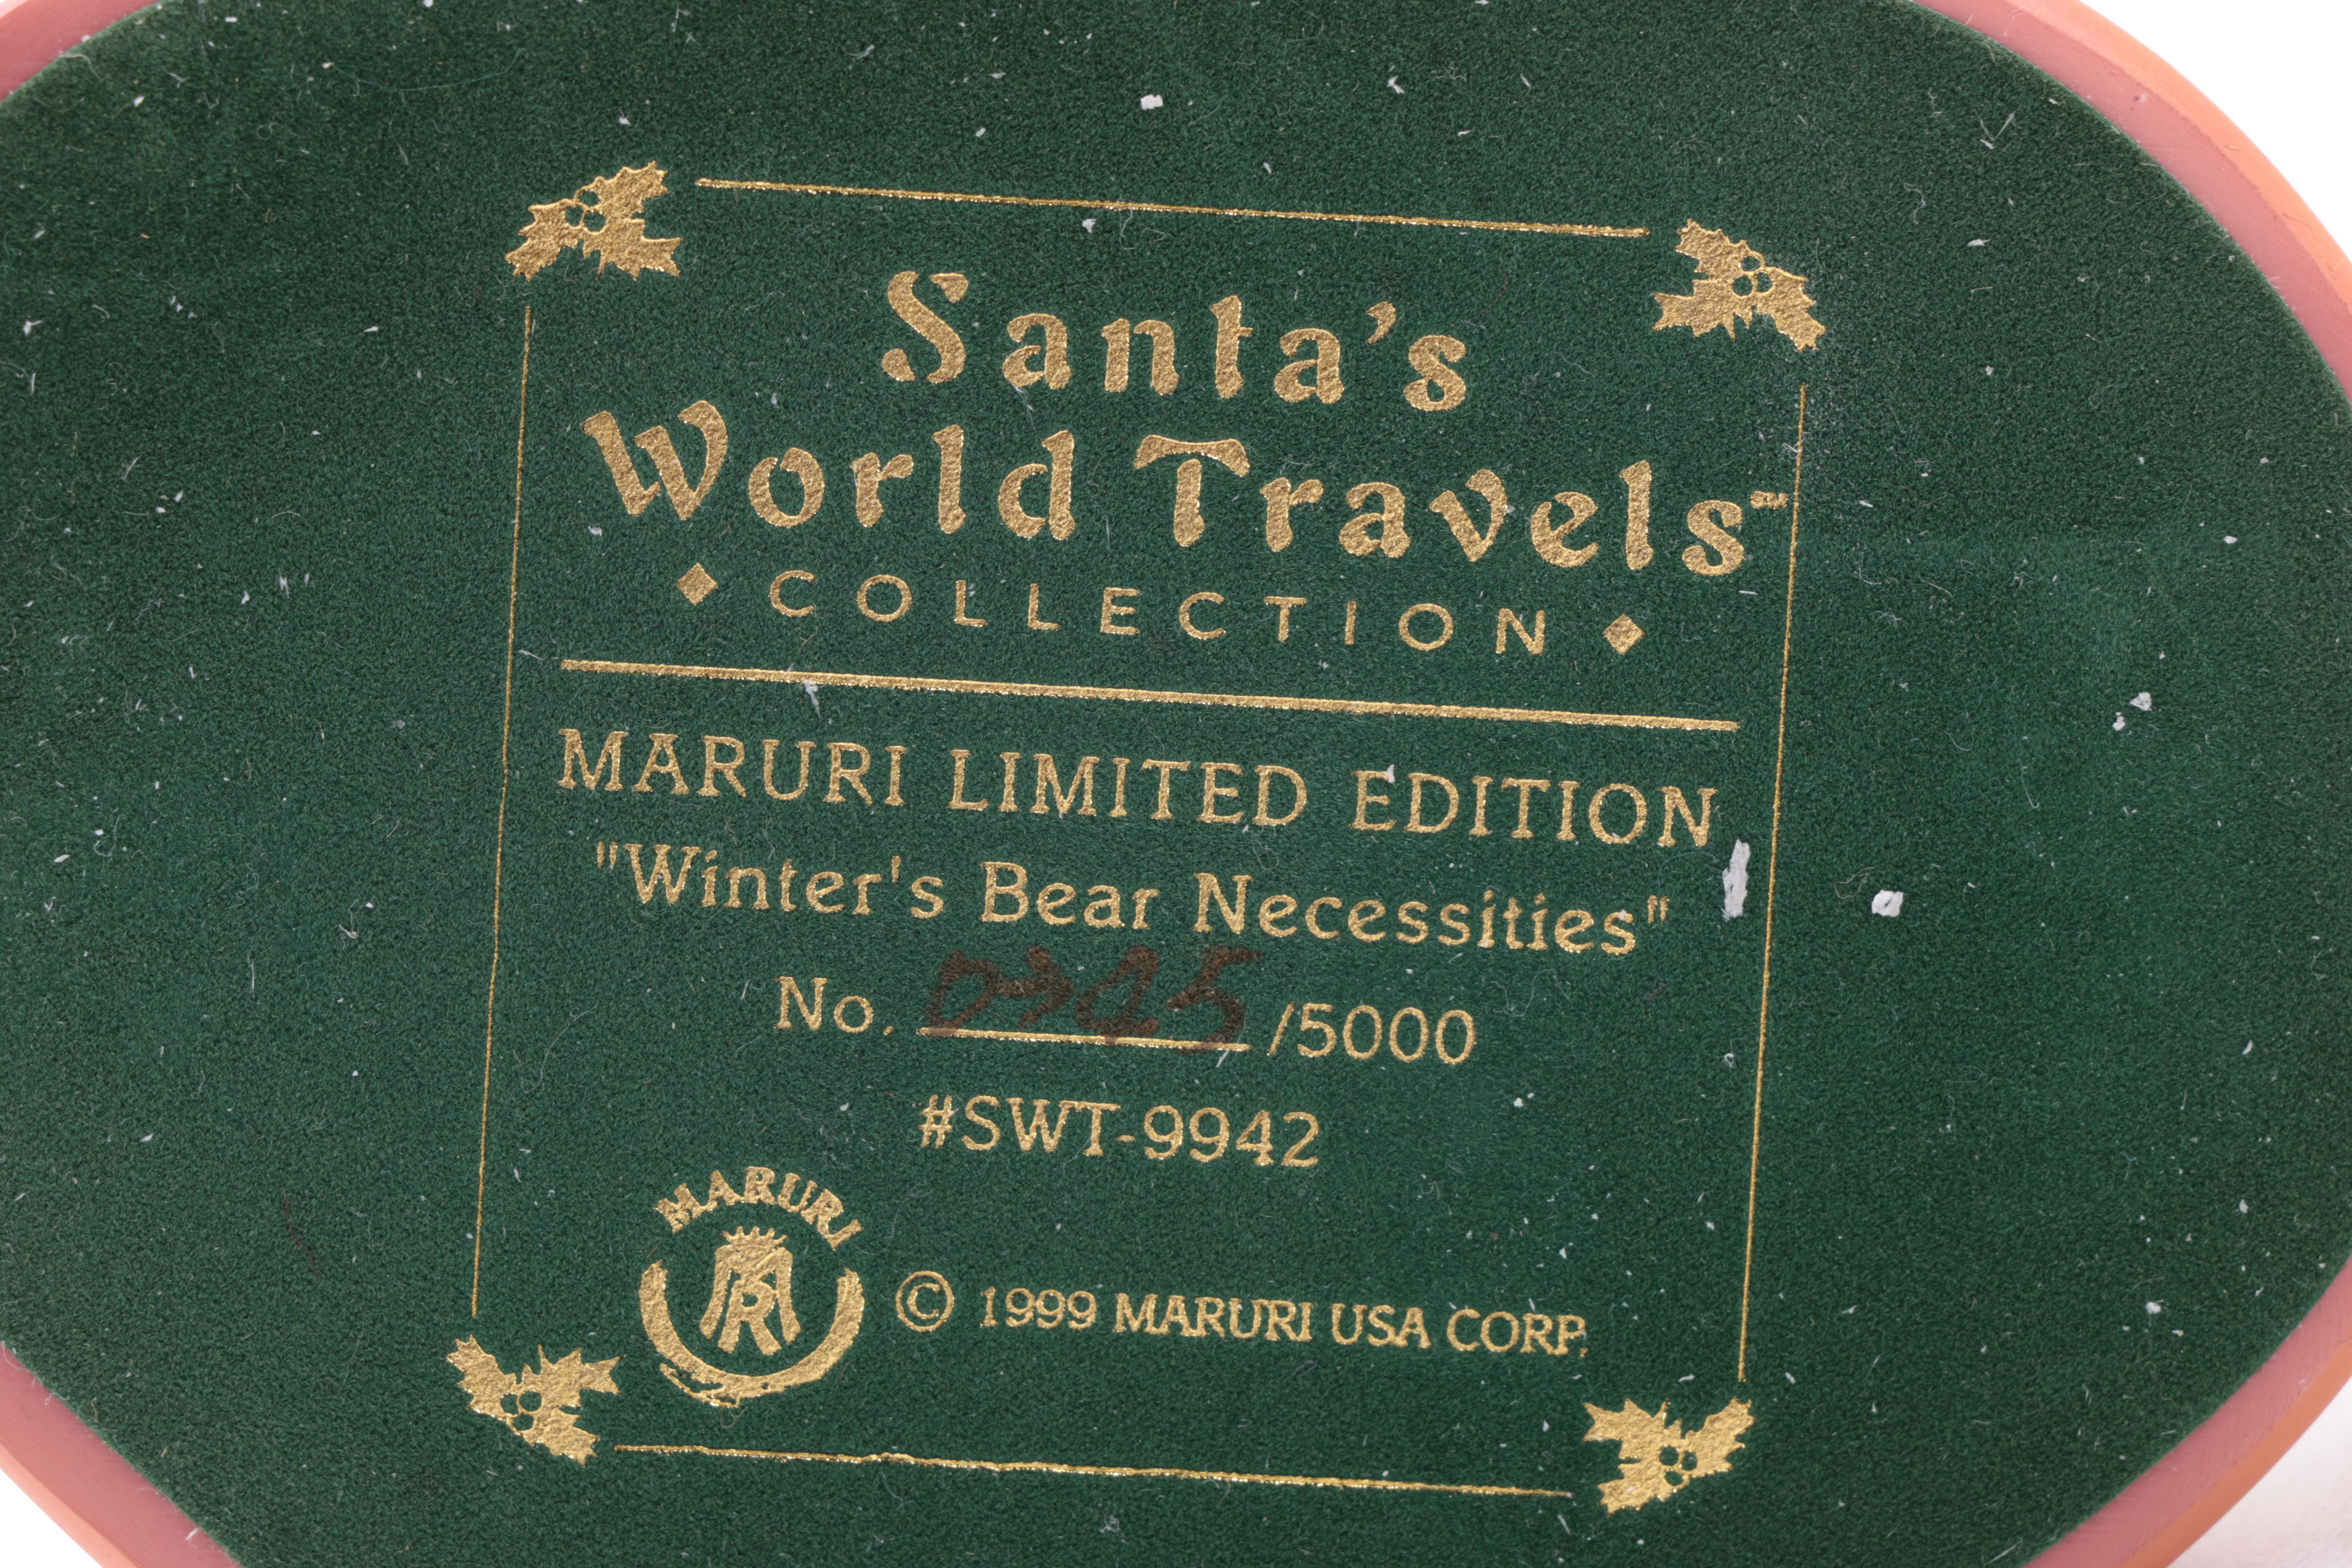 Santa's
World Travels™
COLLECTION
MARURI LIMITED EDITION
"Winter's Bear Necessities"
No. /5000
#SWT-9942
MARURI
© 1999 MARURI USA CORP.